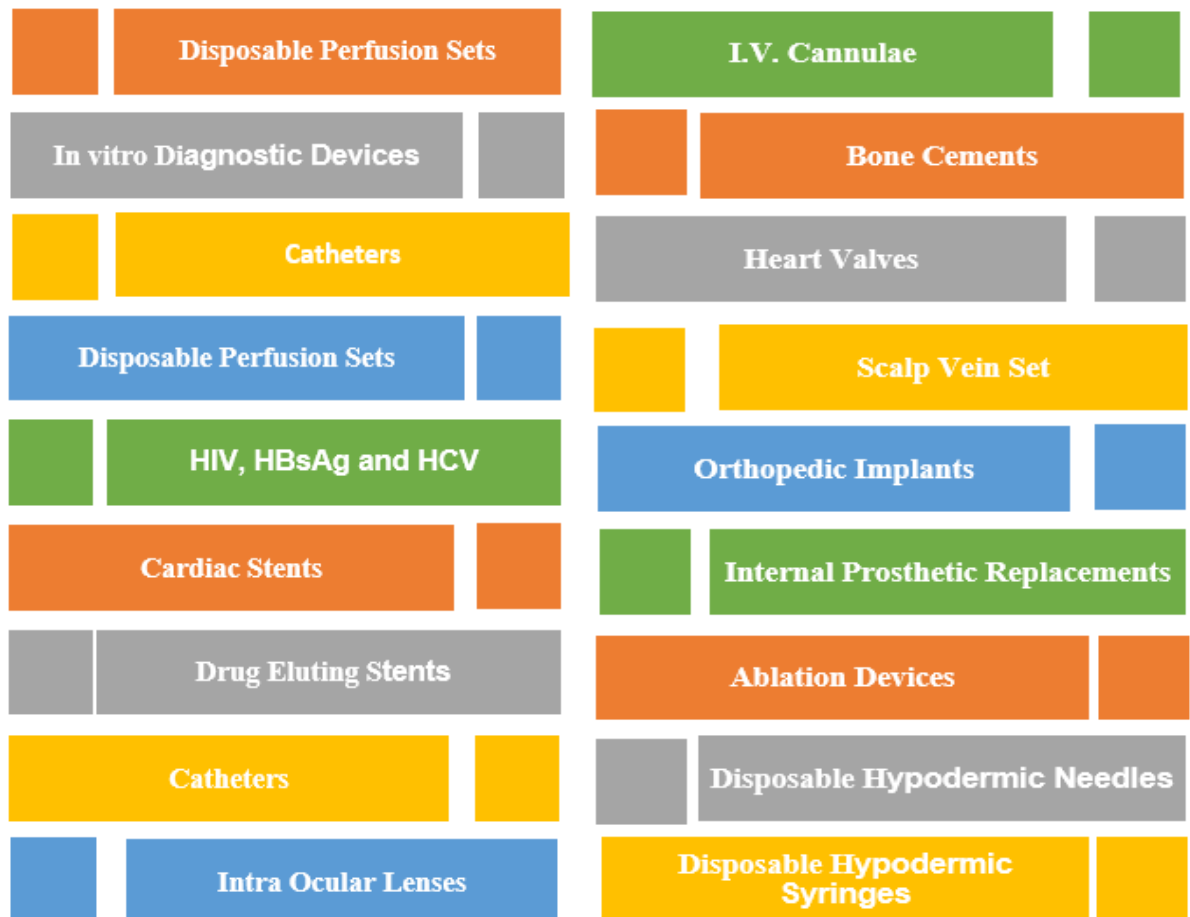 Disposable Perfusion Sets
In vitro Diagnostic Devices
Catheters
Disposable Perfusion Sets
HIV, HBsAg and HCV
Cardiac Stents
Drug Eluting Stents
Catheters
Intra Ocular Lenses
I.V. Cannulae
Bone Cements
Heart Valves
Scalp Vein Set
Orthopedic Implants
Internal Prosthetic Replacements
Ablation Devices
Disposable Hypodermic Needles
Disposable Hypodermic
Syringes